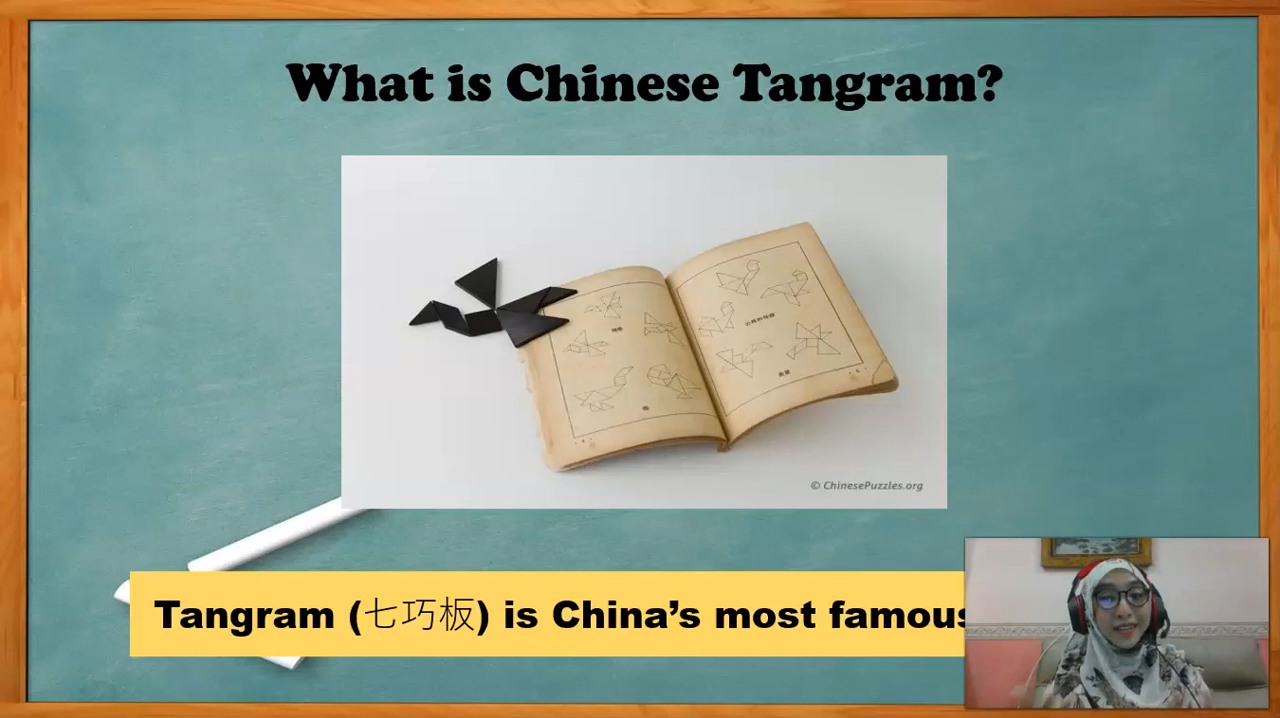 What is Chinese Tangram?
© ChinesePuzzles.org
Tangram (七巧板) is China’s most famous